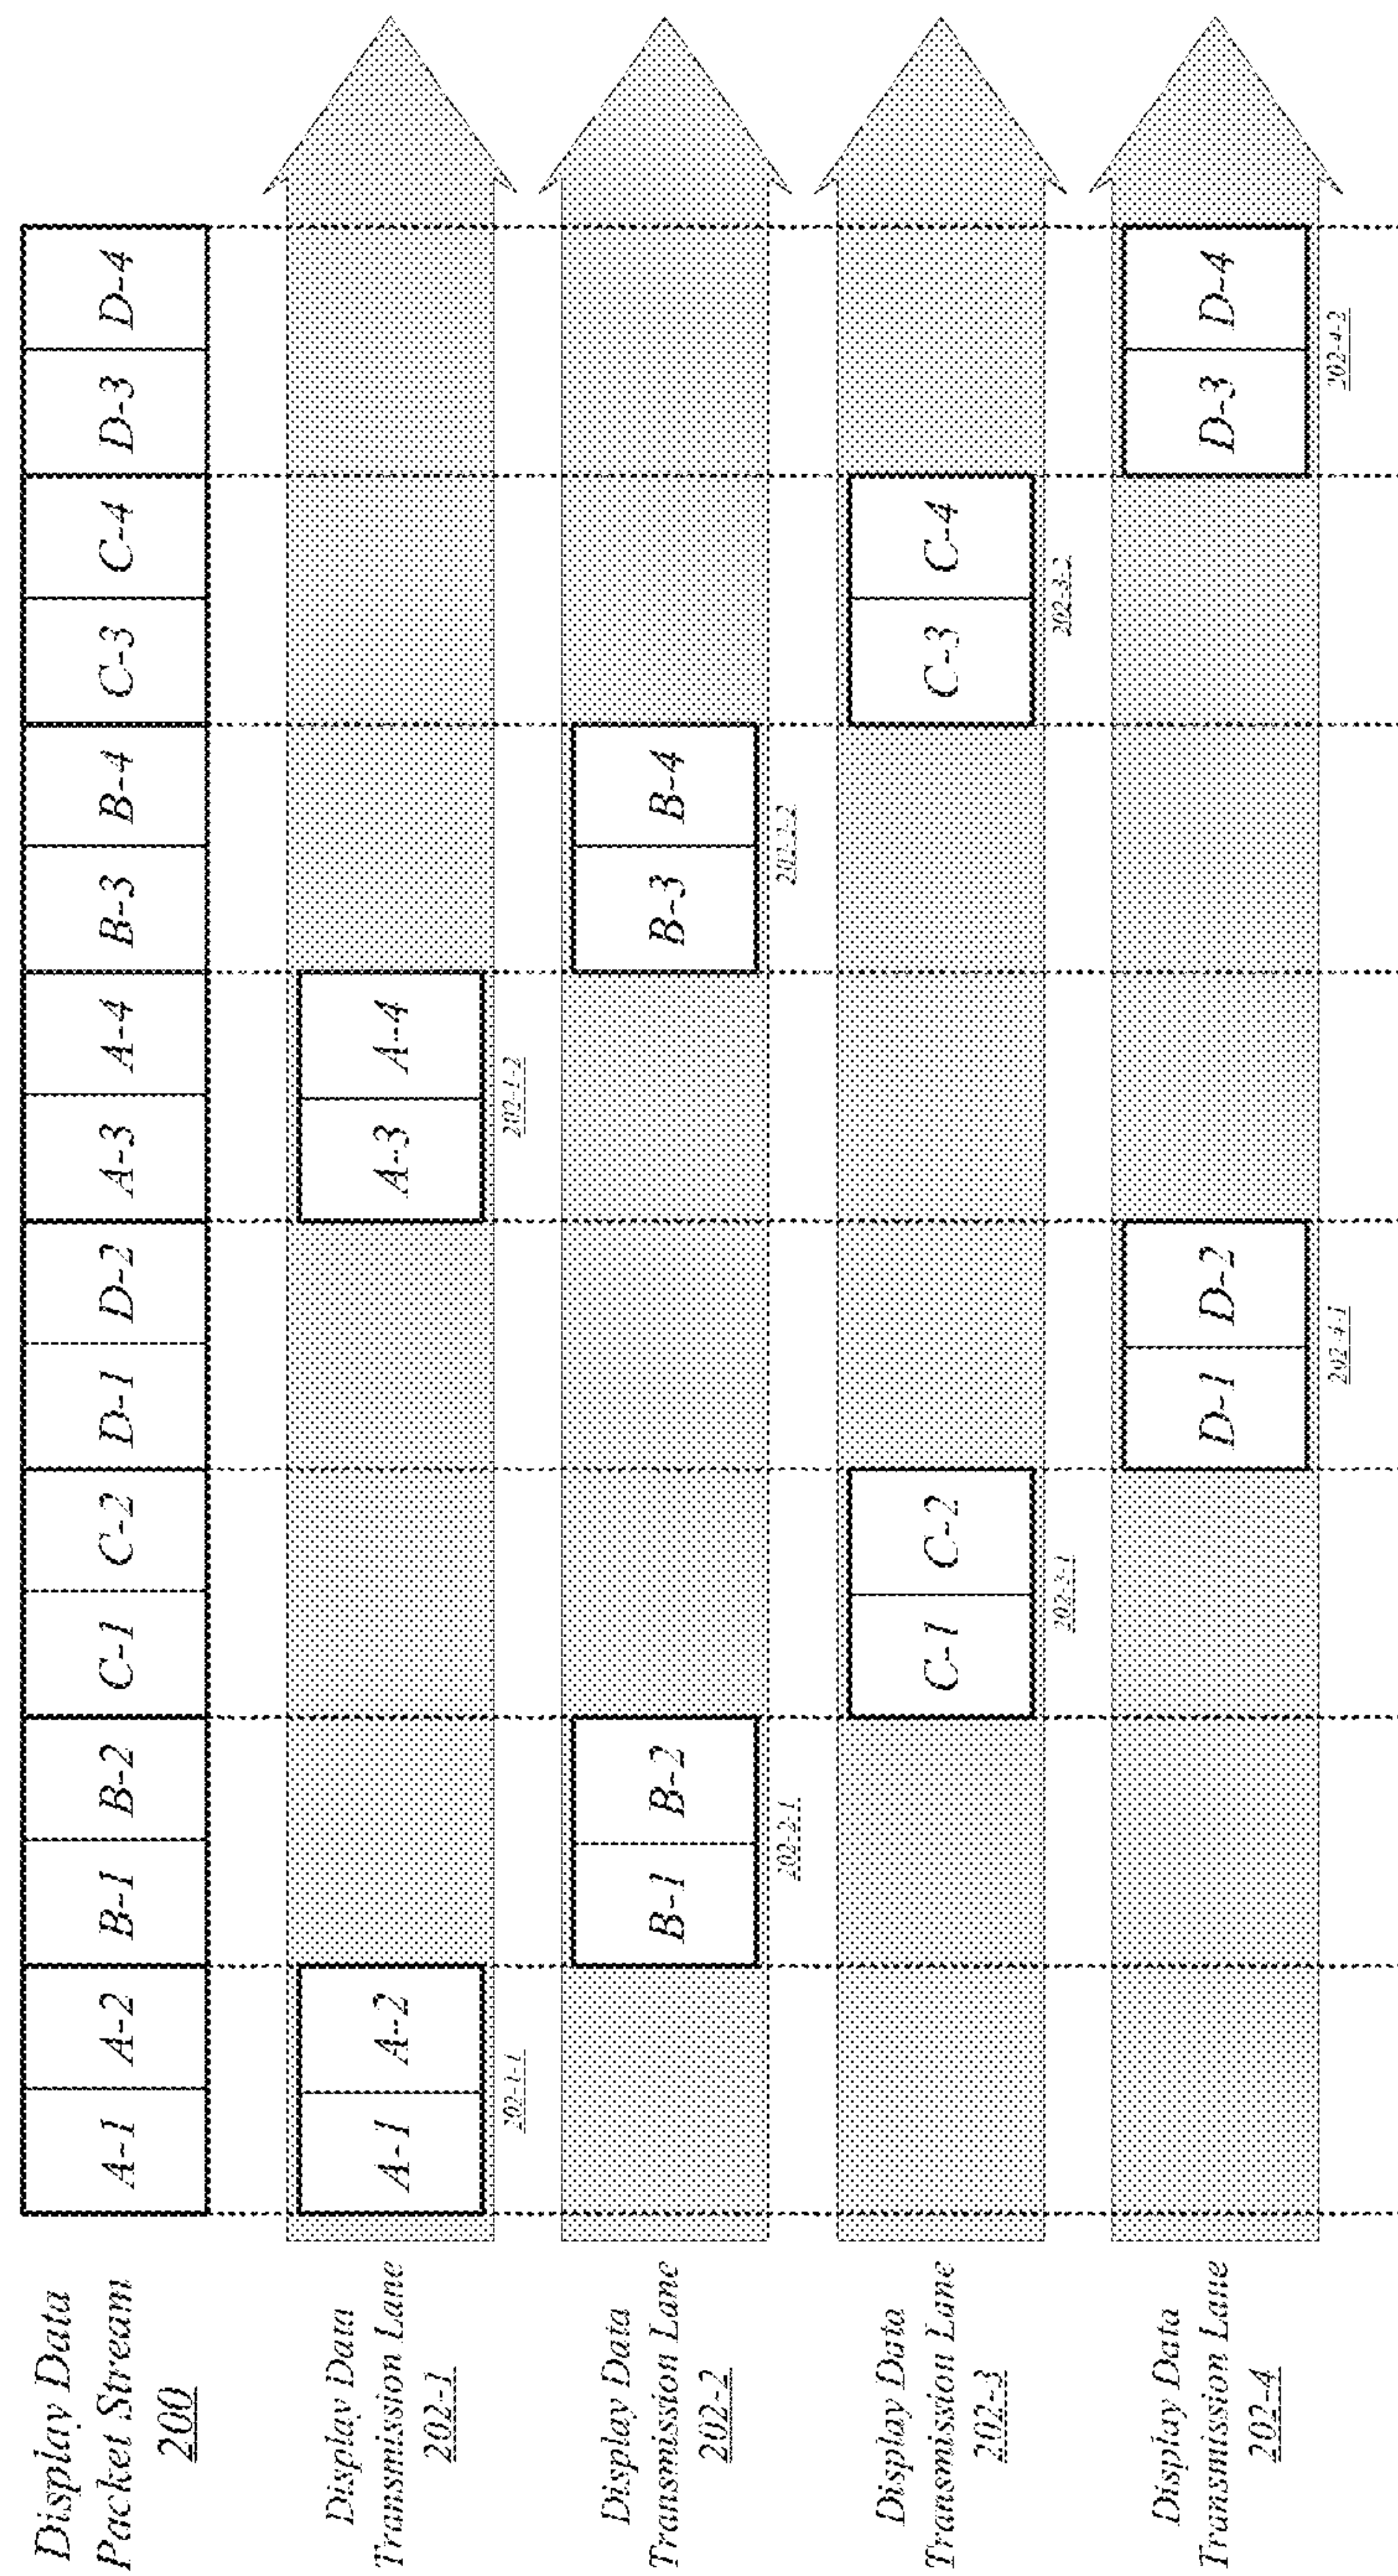 Display Data
Packet Stream
200
A-1 A-2 B-1 B-2 C-1 C-2 D-1 D-2 A-3 A-4 B-3 B-4 C-3 C-4 D-3 D-4
Display Data
Transmission Lane
202-1
A-1 A-2 A-3 A-4
202-1-1 202-1-2
Display Data
Transmission Lane
202-2
B-1 B-2 B-3 B-4
202-2-1 202-2-2
Display Data
Transmission Lane
202-3
C-1 C-2 C-3 C-4
202-3-1 202-3-2
Display Data
Transmission Lane
202-4
D-1 D-2 D-3 D-4
202-4-1 202-4-2